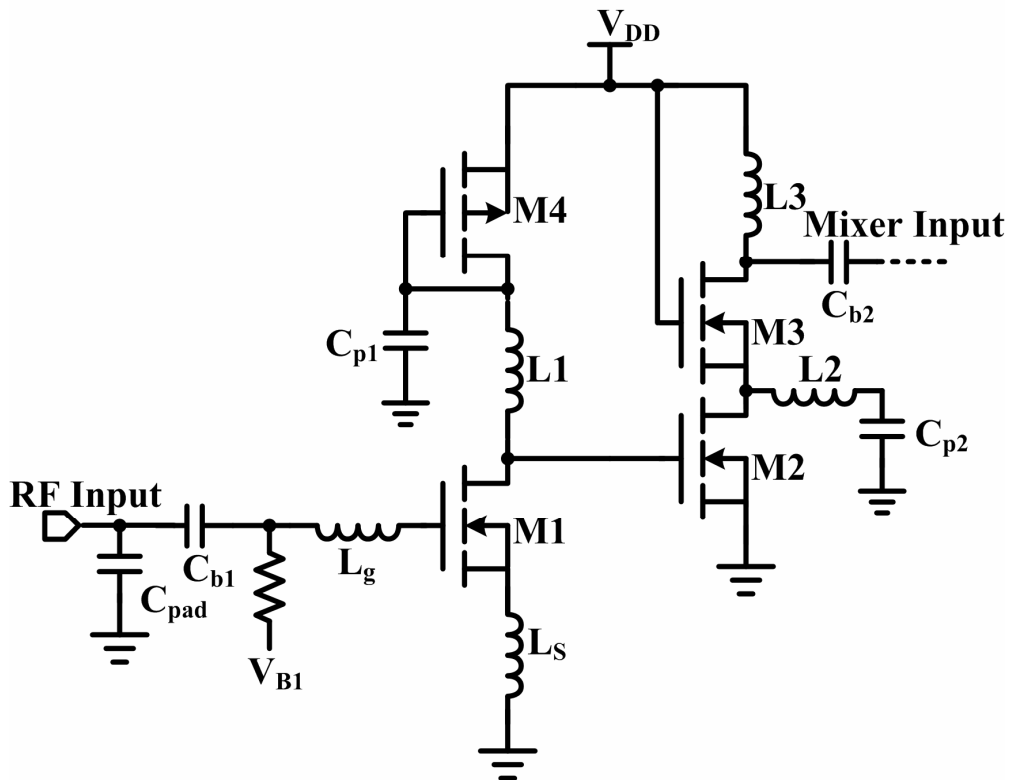 VDD
M4
L3
Mixer Input
Cb2
Cp1
L1
M3
L2
Cp2
M2
RF Input
Cb1
Lg
M1
Cpad
VB1
LS